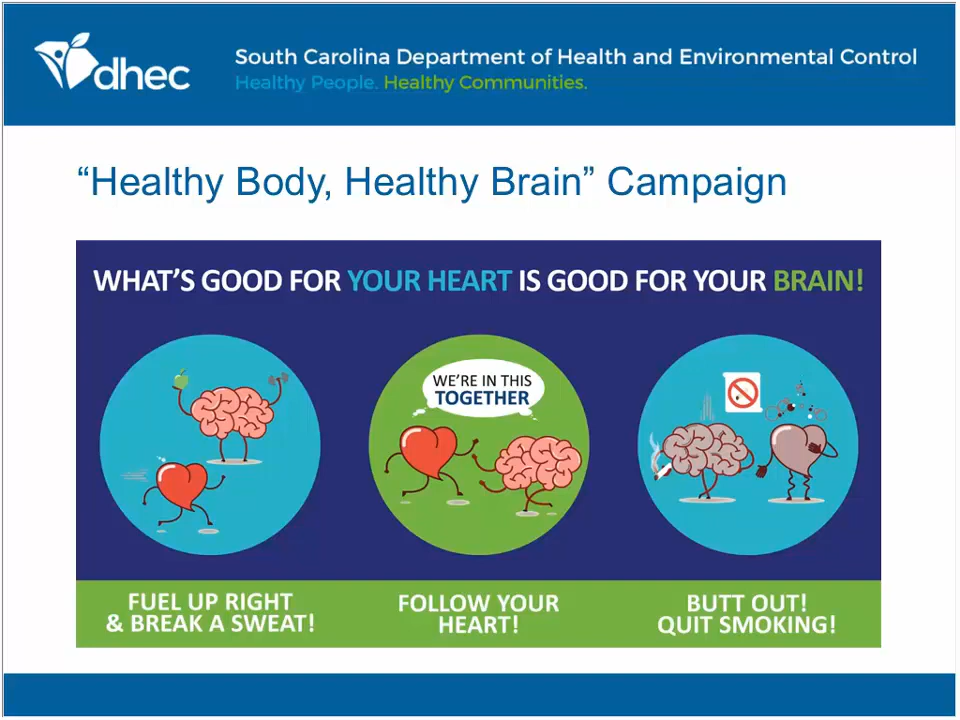 dhec
South Carolina Department of Health and Environmental Control
Healthy People. Healthy Communities.
“Healthy Body, Healthy Brain” Campaign
WHAT’S GOOD FOR YOUR HEART IS GOOD FOR YOUR BRAIN!
WE’RE IN THIS
TOGETHER
FUEL UP RIGHT
& BREAK A SWEAT!
FOLLOW YOUR
HEART!
BUTT OUT!
QUIT SMOKING!